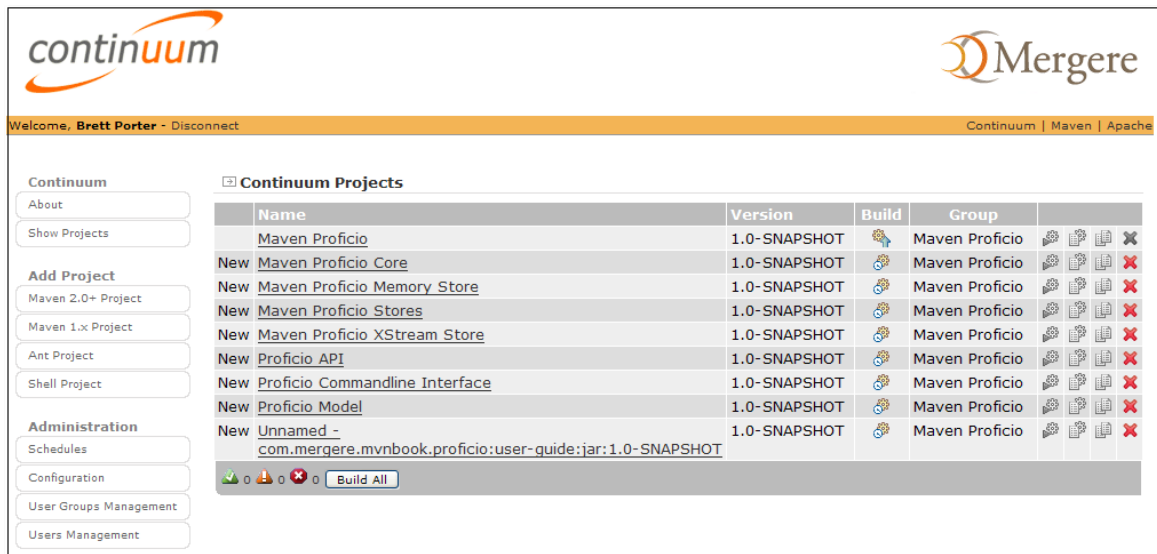 continuum
Mergere
Welcome, Brett Porter - Disconnect
Continuum | Maven | Apache
Continuum
About
Show Projects
Add Project
Maven 2.0+ Project
Maven 1.x Project
Ant Project
Shell Project
Administration
Schedules
Configuration
User Groups Management
Users Management
Continuum Projects
Name Version Build Group
Maven Proficio 1.0-SNAPSHOT Maven Proficio
New Maven Proficio Core 1.0-SNAPSHOT Maven Proficio
New Maven Proficio Memory Store 1.0-SNAPSHOT Maven Proficio
New Maven Proficio Stores 1.0-SNAPSHOT Maven Proficio
New Maven Proficio XStream Store 1.0-SNAPSHOT Maven Proficio
New Proficio API 1.0-SNAPSHOT Maven Proficio
New Proficio Commandline Interface 1.0-SNAPSHOT Maven Proficio
New Proficio Model 1.0-SNAPSHOT Maven Proficio
New Unnamed - 1.0-SNAPSHOT Maven Proficio
com.mergere.mvnbook.proficio:user-guide:jar:1.0-SNAPSHOT
0 0 0 Build All